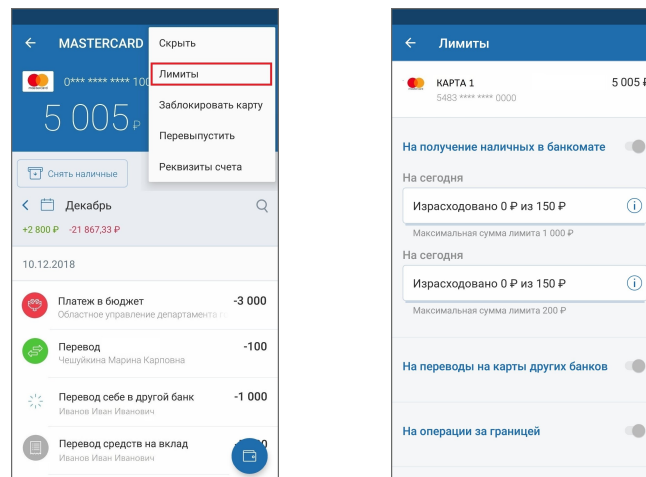 MASTERCARD
Скрыть
Лимиты
Заблокировать карту
Перевыпустить
Реквизиты счета
0*** **** **** 100
5 005 ₽
Снять наличные
Декабрь
+2 800 ₽ -21 867,33 ₽
10.12.2018
Платеж в бюджет -3 000
Областное управление департамента
Перевод -100
Чешуйкина Марина Карповна
Перевод себе в другой банк -1 000
Иванов Иван Иванович
Перевод средств на вклад
Иванов Иван Иванович
Лимиты
КАРТА 1 5 005 ₽
5483 **** **** 0000
На получение наличных в банкомате
На сегодня
Израсходовано 0 ₽ из 150 ₽
Максимальная сумма лимита 1 000 ₽
На сегодня
Израсходовано 0 ₽ из 150 ₽
Максимальная сумма лимита 200 ₽
На переводы на карты других банков
На операции за границей